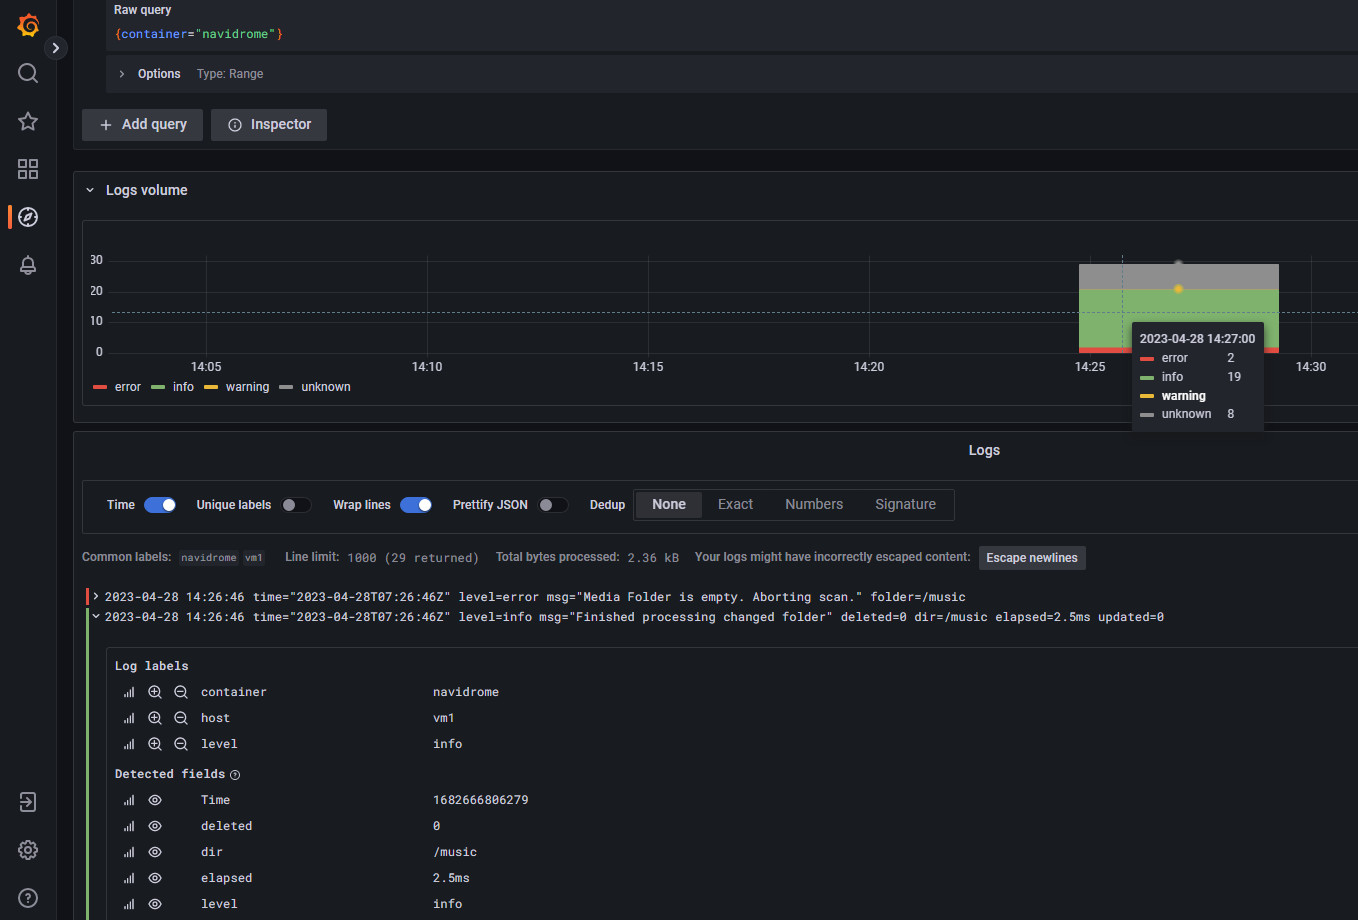 Raw query
{container="navidrome"}
Options Type: Range
+ Add query Inspector
Logs volume
30
20
10
0
14:05 14:10 14:15 14:20 14:25 14:30
error info warning unknown
2023-04-28 14:27:00
error 2
info 19
warning
unknown 8
Logs
Time Unique labels Wrap lines Prettify JSON Dedup None Exact Numbers Signature
Common labels: navidrome vm1 Line limit: 1000 (29 returned) Total bytes processed: 2.36 kB Your logs might have incorrectly escaped content: Escape newlines
2023-04-28 14:26:46 time="2023-04-28T07:26:46Z" level=error msg="Media Folder is empty. Aborting scan." folder=/music
2023-04-28 14:26:46 time="2023-04-28T07:26:46Z" level=info msg="Finished processing changed folder" deleted=0 dir=/music elapsed=2.5ms updated=0
Log labels
container navidrome
host vm1
level info
Detected fields
Time 1682666806279
deleted 0
dir /music
elapsed 2.5ms
level info